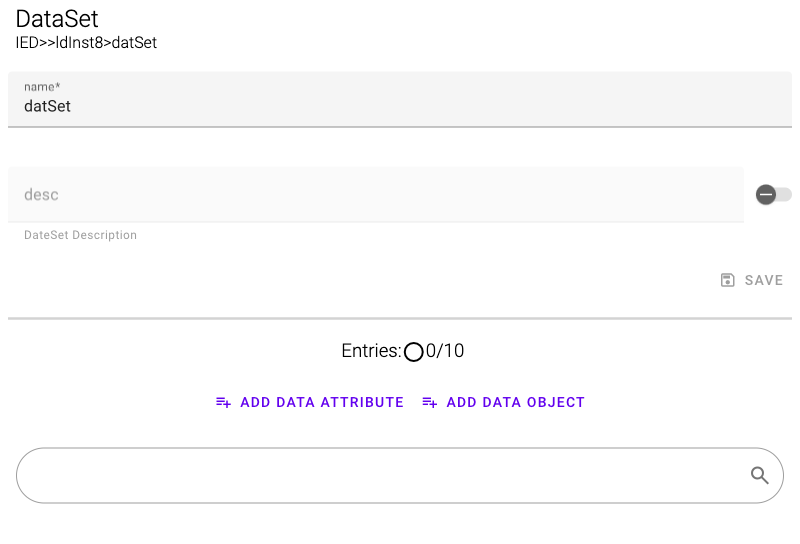 DataSet
IED>>ldInst8>datSet
name*
datSet
desc
DateSet Description
SAVE
Entries: 0/10
ADD DATA ATTRIBUTE ADD DATA OBJECT